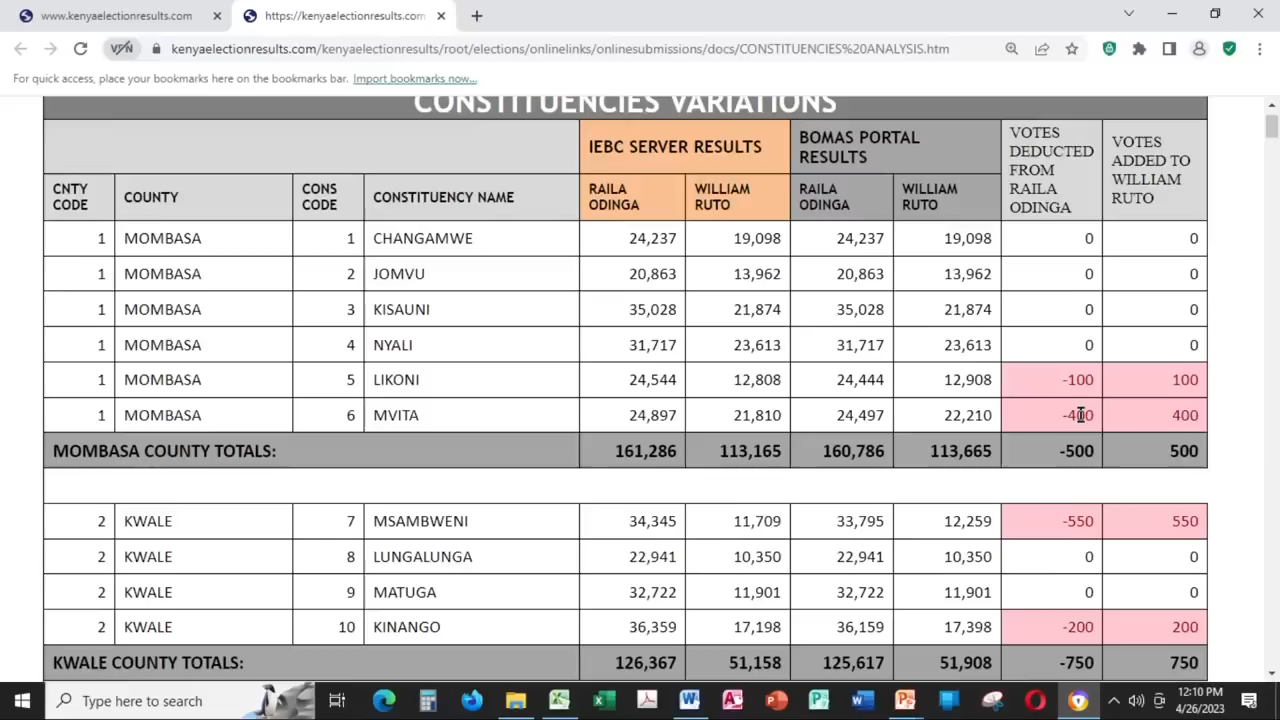 www.kenyaelectionresults.com
https://kenyaelectionresults.com
VPN
kenyaelectionresults.com/kenyaelectionresults/root/elections/onlinelinks/onlinesubmissions/docs/CONSTITUENCIES%20ANALYSIS.htm
For quick access, place your bookmarks here on the bookmarks bar. Import bookmarks now...
CONSTITUENCIES VARIATIONS
IEBC SERVER RESULTS
BOMAS PORTAL
RESULTS
VOTES
DEDUCTED
FROM
RAILA
ODINGA
VOTES
ADDED TO
WILLIAM
RUTO
CNTY
CODE
COUNTY
CONS
CODE
CONSTITUENCY NAME
RAILA
ODINGA
WILLIAM
RUTO
RAILA
ODINGA
WILLIAM
RUTO
1 MOMBASA 1 CHANGAMWE 24,237 19,098 24,237 19,098 0 0
1 MOMBASA 2 JOMVU 20,863 13,962 20,863 13,962 0 0
1 MOMBASA 3 KISAUNI 35,028 21,874 35,028 21,874 0 0
1 MOMBASA 4 NYALI 31,717 23,613 31,717 23,613 0 0
1 MOMBASA 5 LIKONI 24,544 12,808 24,444 12,908 -100 100
1 MOMBASA 6 MVITA 24,897 21,810 24,497 22,210 -400 400
MOMBASA COUNTY TOTALS: 161,286 113,165 160,786 113,665 -500 500
2 KWALE 7 MSAMBWENI 34,345 11,709 33,795 12,259 -550 550
2 KWALE 8 LUNGALUNGA 22,941 10,350 22,941 10,350 0 0
2 KWALE 9 MATUGA 32,722 11,901 32,722 11,901 0 0
2 KWALE 10 KINANGO 36,359 17,198 36,159 17,398 -200 200
KWALE COUNTY TOTALS: 126,367 51,158 125,617 51,908 -750 750
Type here to search
12:10 PM
4/26/2023